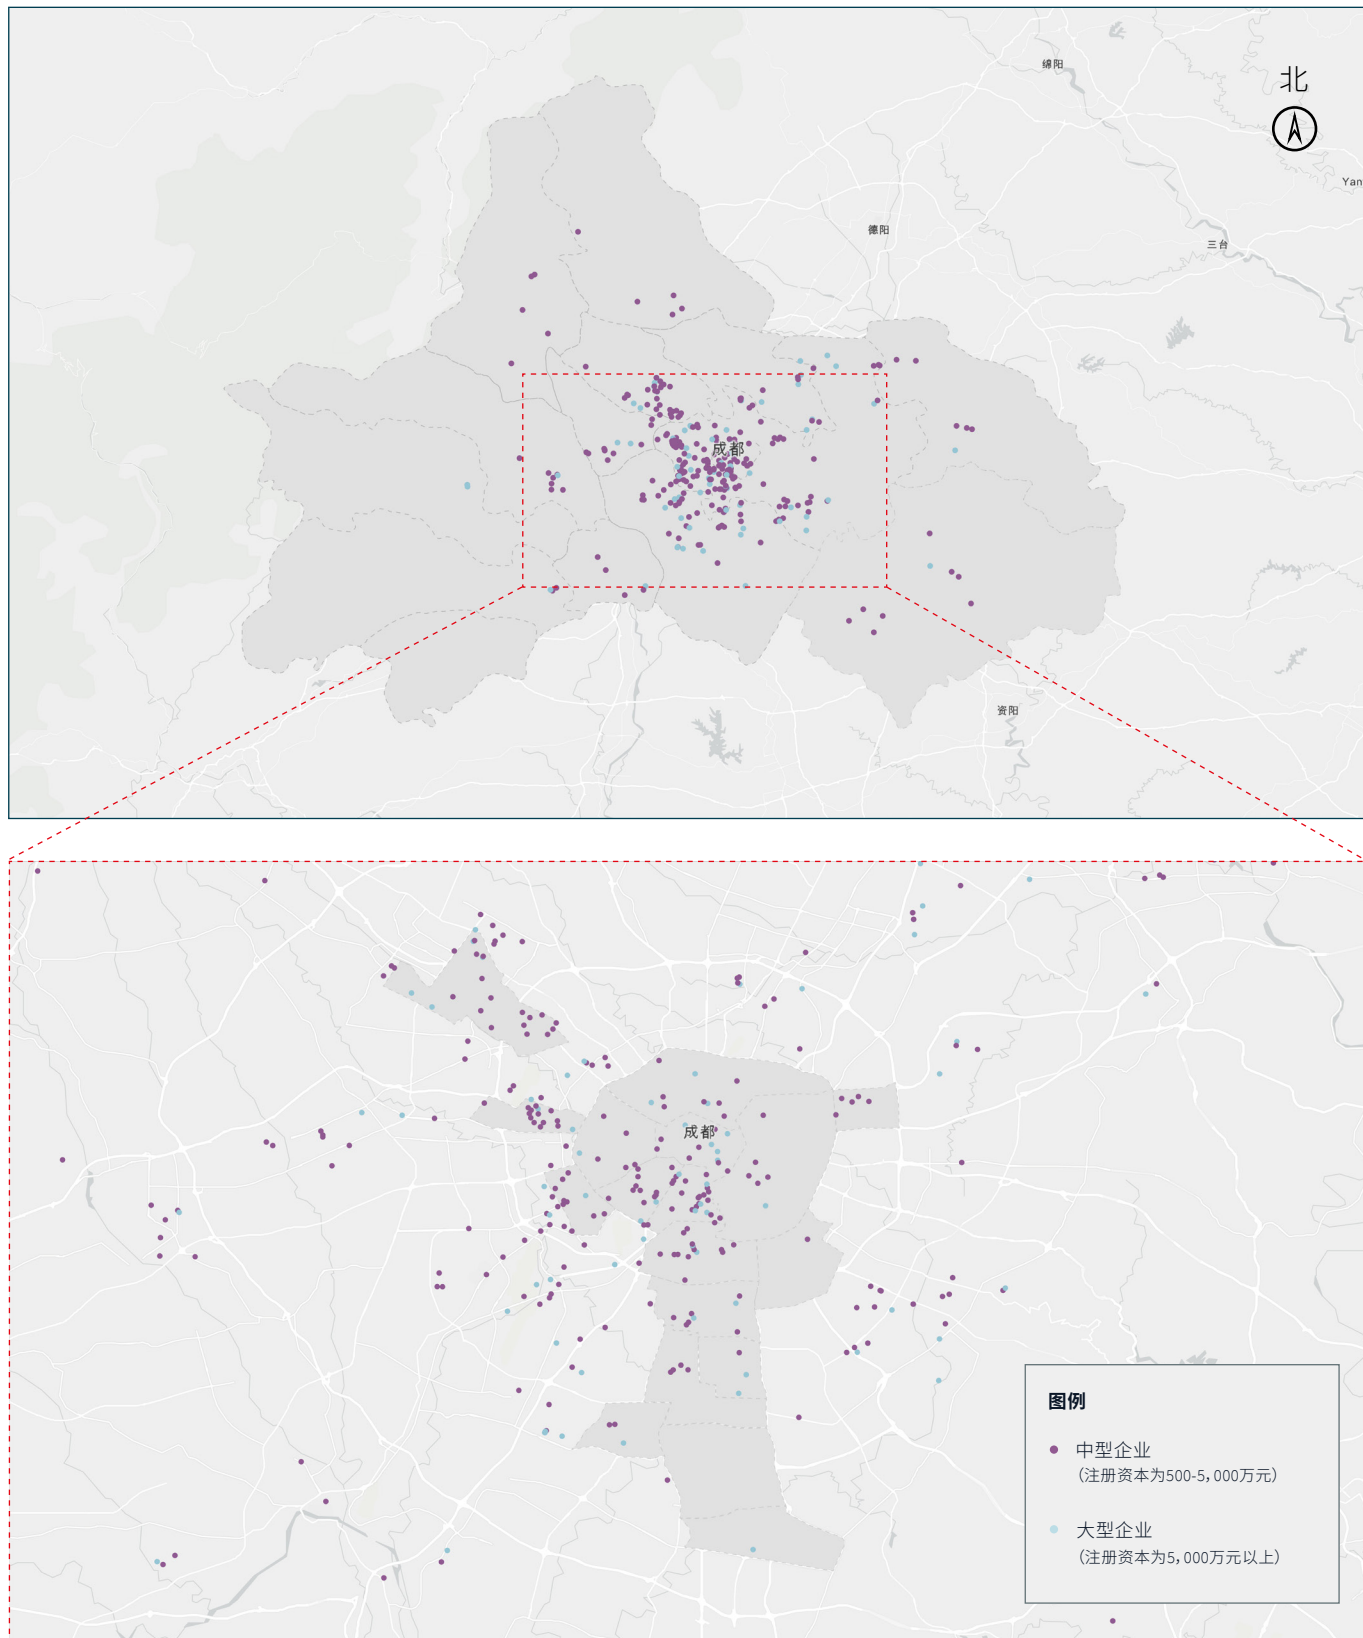 绵阳
北
Yan
德阳
三台
成都
资阳
成都
图例
中型企业
（注册资本为500-5，000万元）
大型企业
（注册资本为5，000万元以上）